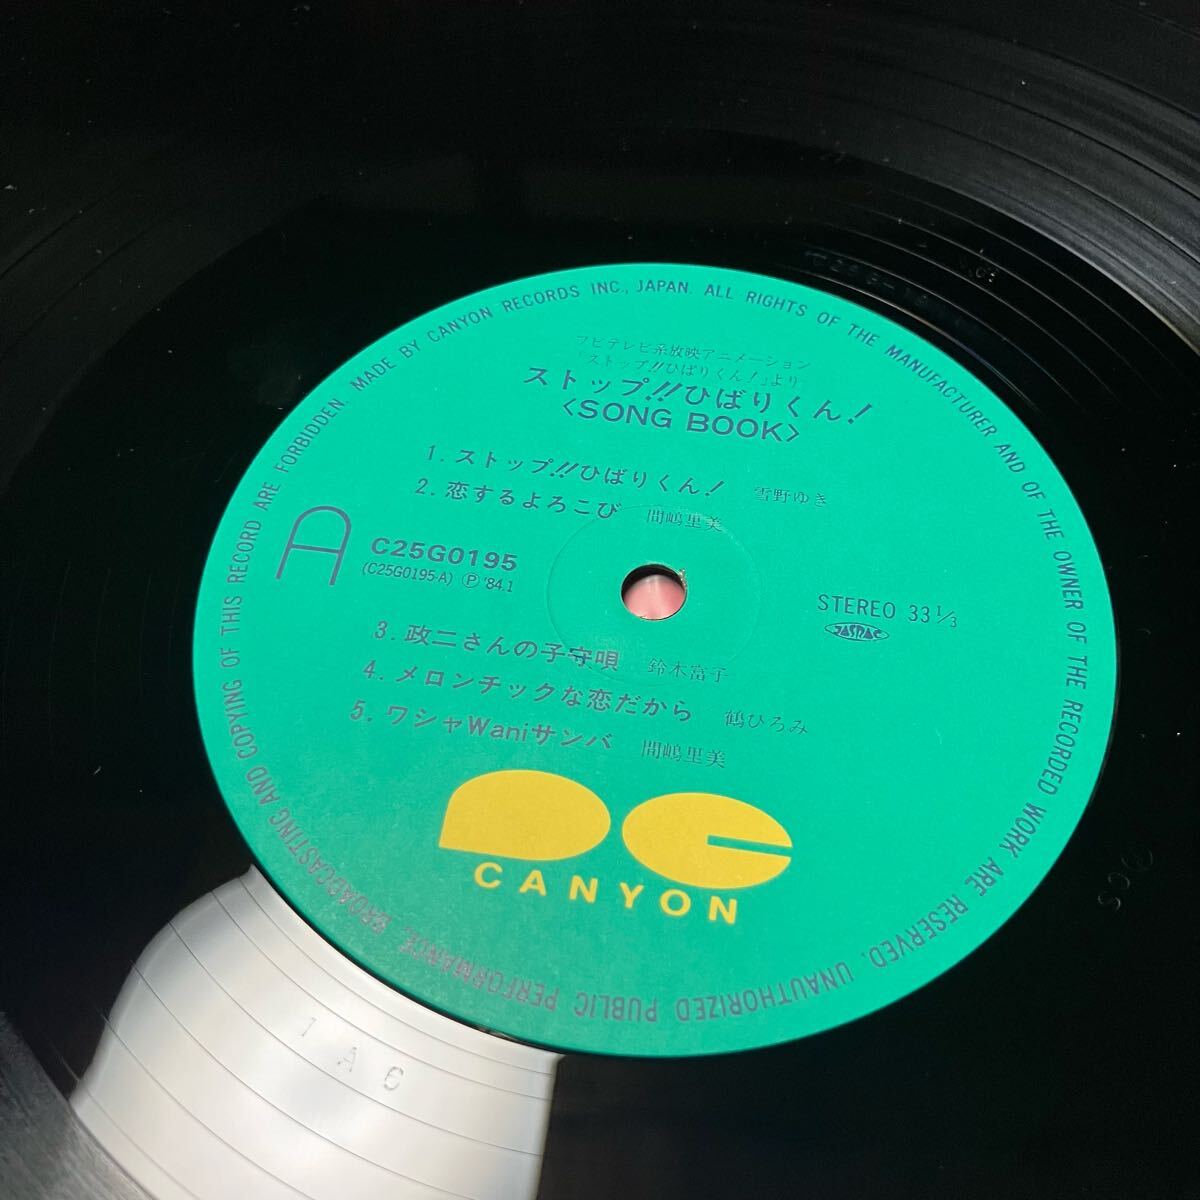 MADE BY CANYON RECORDS INC., JAPAN. ALL RIGHTS OF THE MANUFACTURER AND OF THE OWNER OF THE RECORDED WORK ARE RESERVED. UNAUTHORIZED PUBLIC PERFORMANCE, BROADCASTING AND COPYING OF THIS RECORD ARE FORBIDDEN.
フジテレビ系放映アニメーション
「ストップ!!ひばりくん!」より
ストップ!!ひばりくん!
〈SONG BOOK〉
1. ストップ!!ひばりくん! 雪野ゆき
2. 恋するよろこび 間嶋里美
A
C25G0195
(C25G0195-A) Ⓟ '84.1
STEREO 33 1/3
JASRAC
3. 政二さんの子守唄 鈴木富子
4. メロンチックな恋だから 鶴ひろみ
5. ワシャWaniサンバ 間嶋里美
CANYON
1 A 6